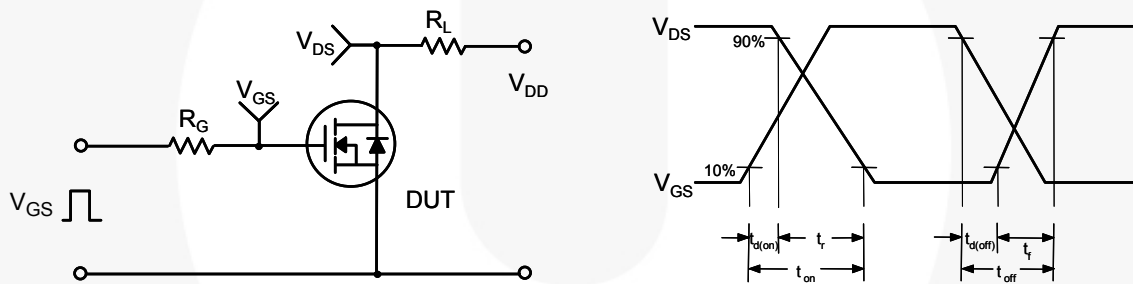 R_L
V_DS
V_GS
V_DD
R_G
V_GS
DUT
V_DS
90%
10%
V_GS
t_d(on)
t_r
t_d(off)
t_f
t_on
t_off